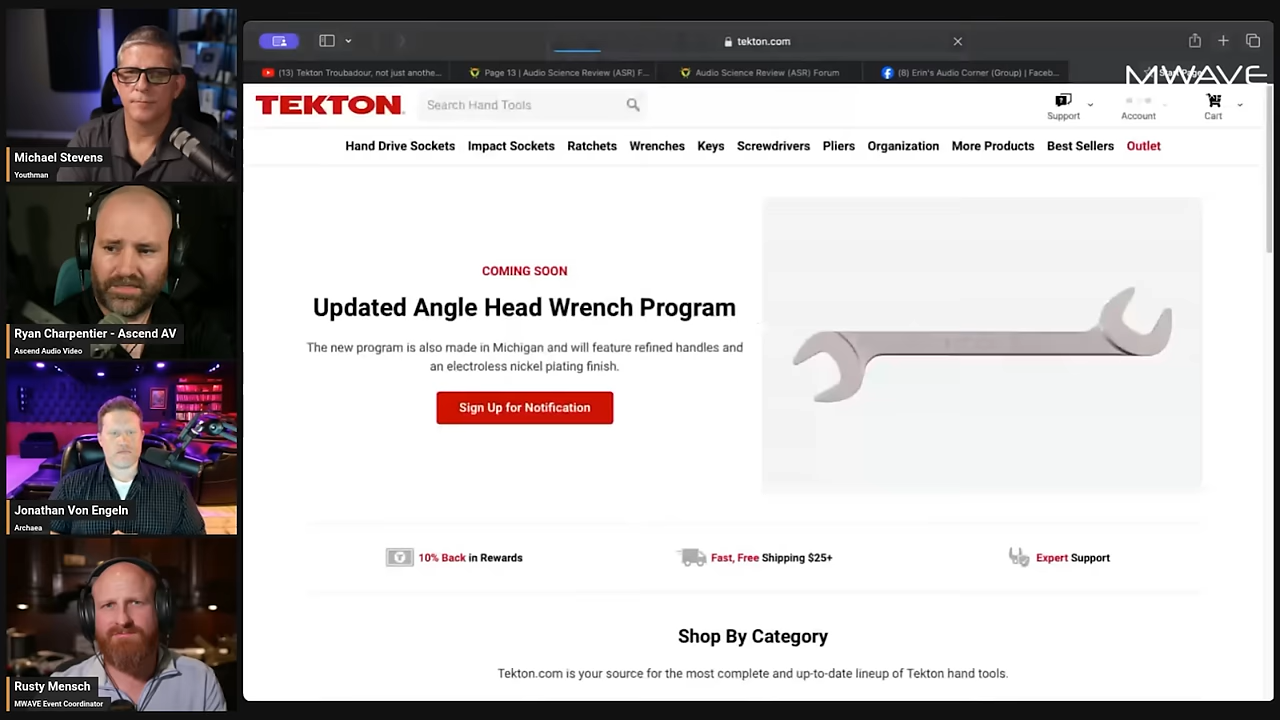 Michael Stevens
Youthman
Ryan Charpentier - Ascend AV
Ascend Audio Video
Jonathan Von Engeln
Archaea
Rusty Mensch
MWAVE Event Coordinator
tekton.com
(13) Tekton Troubadour, not just anothe...
Page 13 | Audio Science Review (ASR) F...
Audio Science Review (ASR) Forum
(8) Erin's Audio Corner (Group) | Faceb...
Start Page
MWAVE
TEKTON
Search Hand Tools
Support
Account
Cart
Hand Drive Sockets Impact Sockets Ratchets Wrenches Keys Screwdrivers Pliers Organization More Products Best Sellers Outlet
COMING SOON
Updated Angle Head Wrench Program
The new program is also made in Michigan and will feature refined handles and
an electroless nickel plating finish.
Sign Up for Notification
10% Back in Rewards
Fast, Free Shipping $25+
Expert Support
Shop By Category
Tekton.com is your source for the most complete and up-to-date lineup of Tekton hand tools.